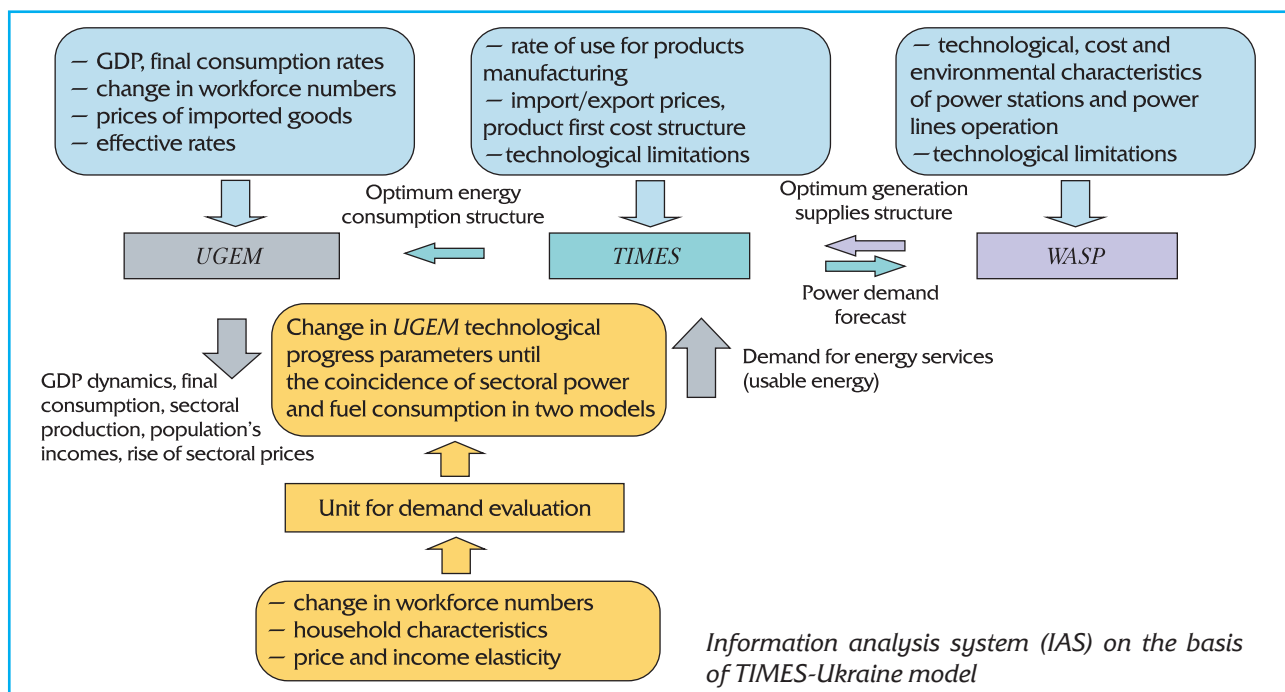 — GDP, final consumption rates
— change in workforce numbers
— prices of imported goods
— effective rates
— rate of use for products
manufacturing
— import/export prices,
product first cost structure
—technological limitations
— technological, cost and
environmental characteristics
of power stations and power
lines operation
—technological limitations
Optimum energy
consumption structure
Optimum generation
supplies structure
UGEM
TIMES
WASP
Power demand
forecast
Change in UGEM technological
progress parameters until
the coincidence of sectoral power
and fuel consumption in two models
Demand for energy services
(usable energy)
GDP dynamics, final
consumption, sectoral
production, population's
incomes, rise of sectoral prices
Unit for demand evaluation
— change in workforce numbers
— household characteristics
— price and income elasticity
Information analysis system (IAS) on the basis
of TIMES-Ukraine model